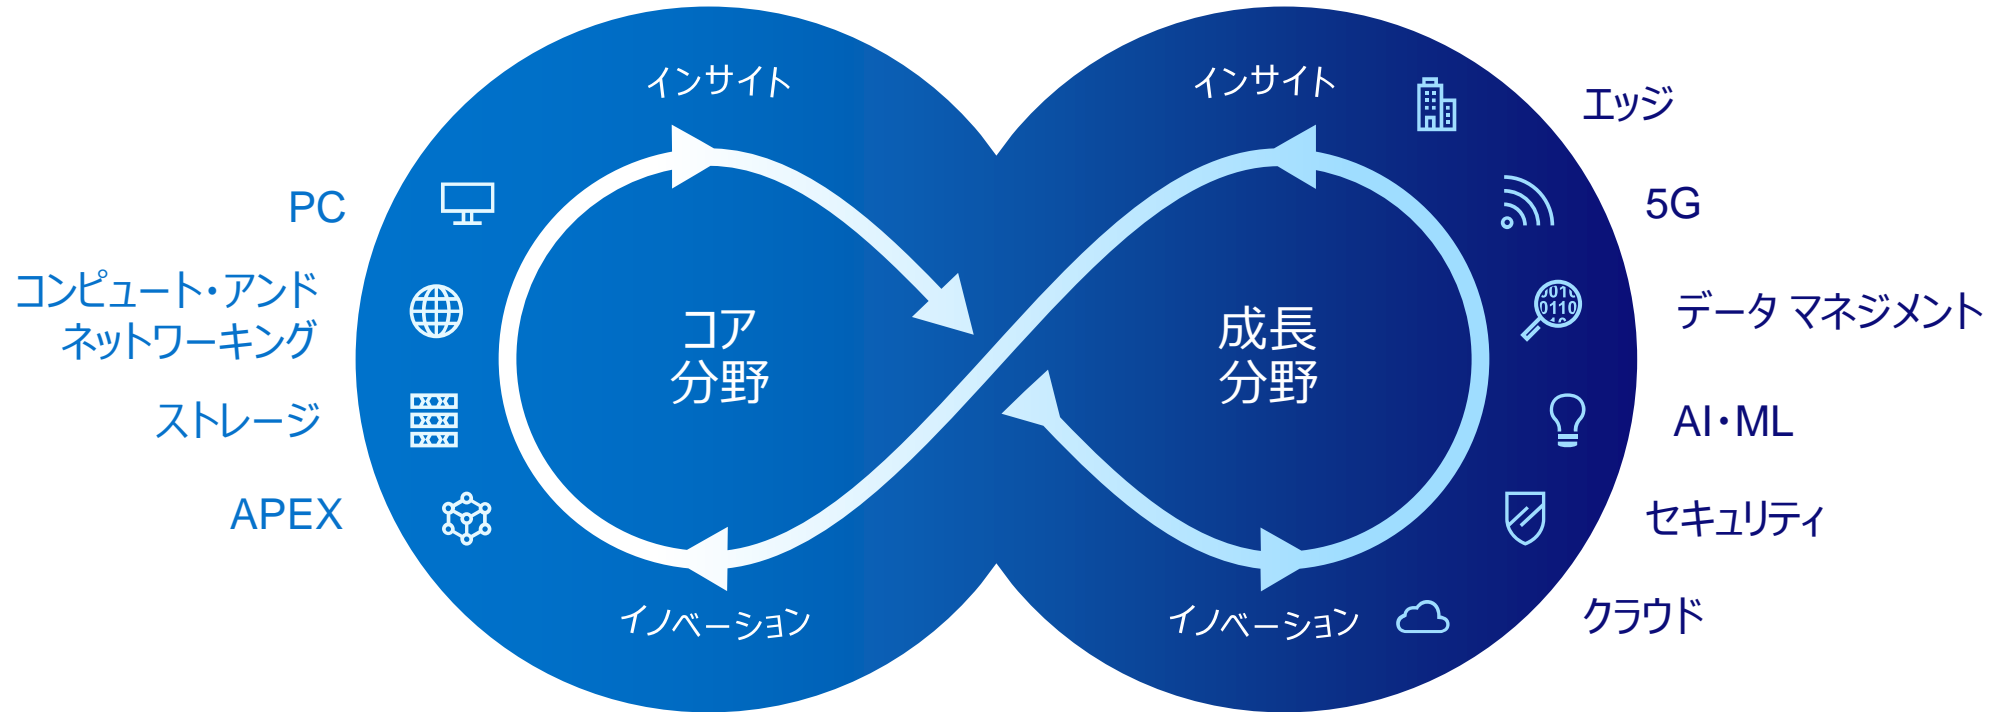 インサイト
インサイト
エッジ
PC
5G
コンピュート・アンド
ネットワーキング
データ マネジメント
コア
分野
成長
分野
ストレージ
AI・ML
APEX
セキュリティ
イノベーション
イノベーション
クラウド
0110